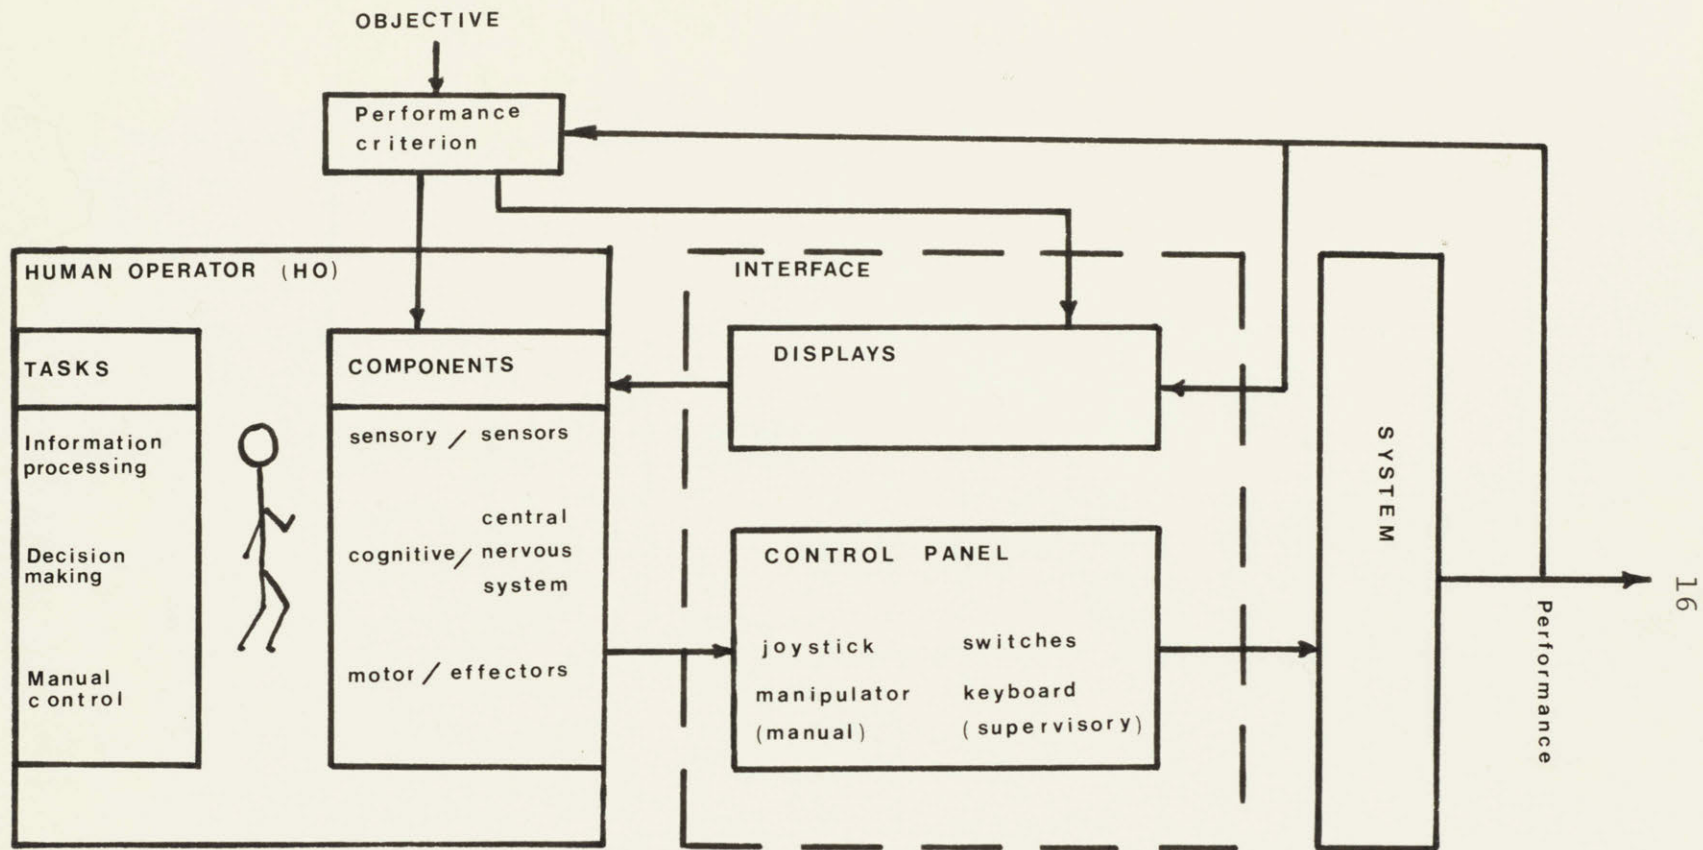 OBJECTIVE
Performance
criterion
HUMAN OPERATOR (HO)
TASKS
Information
processing
Decision
making
Manual
control
COMPONENTS
sensory / sensors
central
cognitive / nervous
system
motor / effectors
INTERFACE
DISPLAYS
CONTROL PANEL
joystick switches
manipulator keyboard
(manual) (supervisory)
SYSTEM
Performance
16